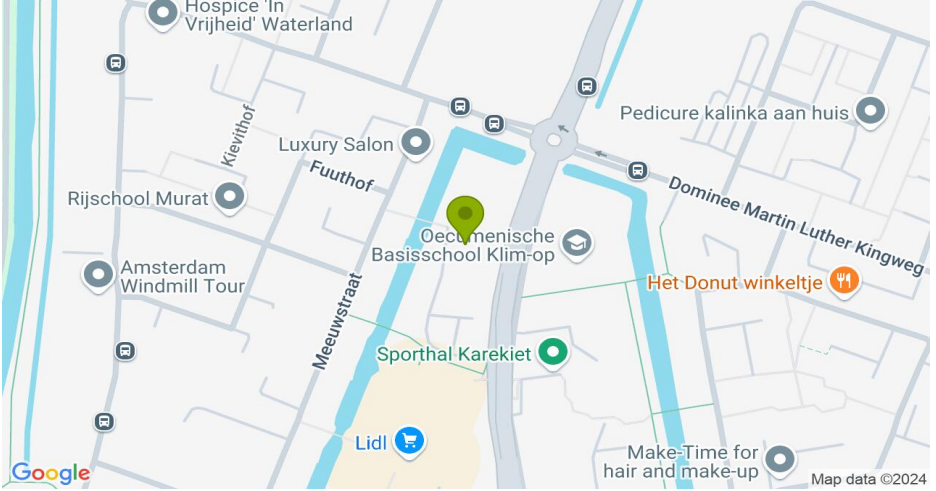 Hospice 'In
Vrijheid' Waterland
Pedicure kalinka aan huis
Luxury Salon
Kievithof
Fuuthof
Rijschool Murat
Dominee Martin Luther Kingweg
Oecumenische
Basisschool Klim-op
Amsterdam
Windmill Tour
Het Donut winkeltje
Meeuwstraat
Sporthal Karekiet
Lidl
Make-Time for
hair and make-up
Google
Map data ©2024